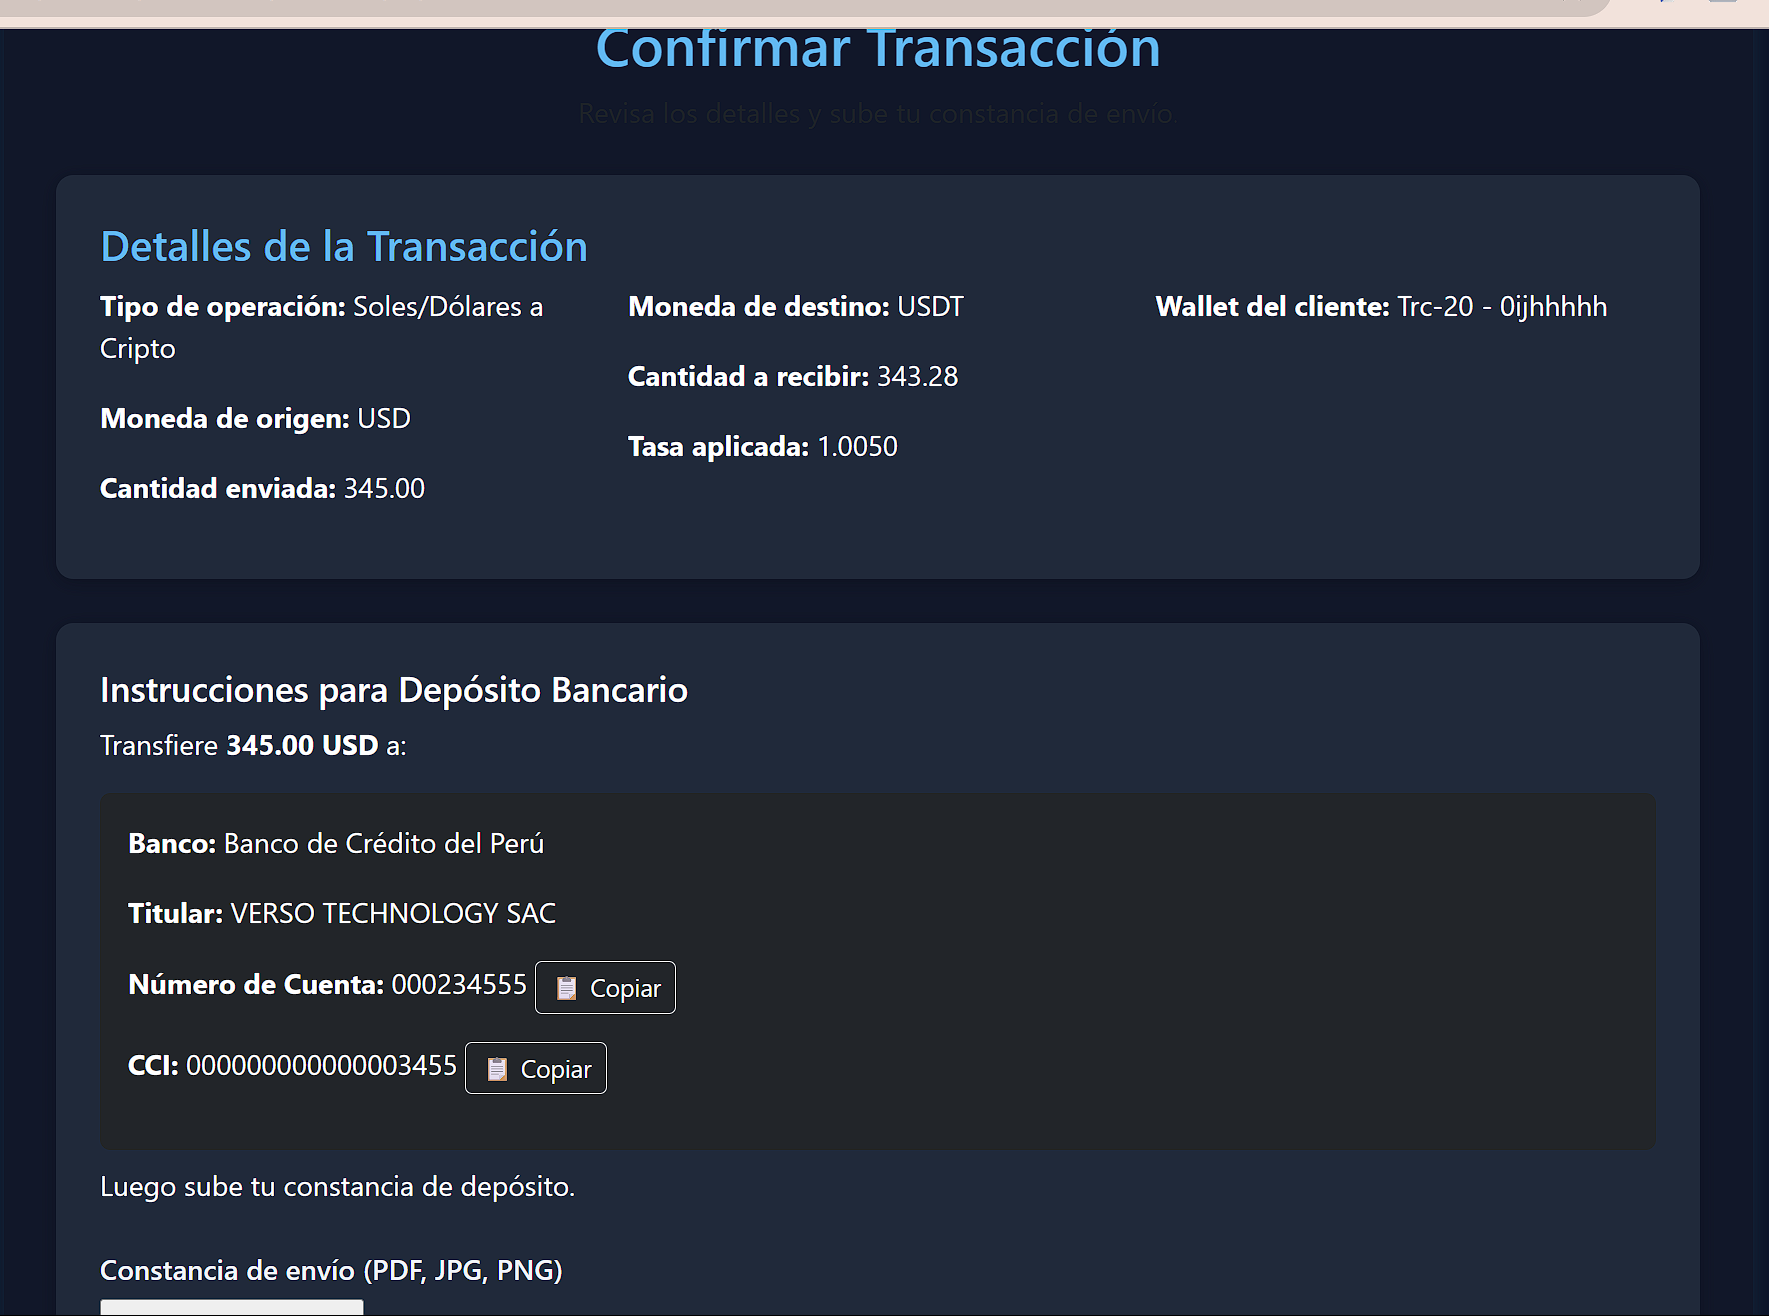 Confirmar Transacción
Revisa los detalles y sube tu constancia de envío.
Detalles de la Transacción
Tipo de operación: Soles/Dólares a
Cripto
Moneda de origen: USD
Cantidad enviada: 345.00
Moneda de destino: USDT
Cantidad a recibir: 343.28
Tasa aplicada: 1.0050
Wallet del cliente: Trc-20 - 0ijhhhhh
Instrucciones para Depósito Bancario
Transfiere 345.00 USD a:
Banco: Banco de Crédito del Perú
Titular: VERSO TECHNOLOGY SAC
Número de Cuenta: 000234555 Copiar
CCI: 000000000000003455 Copiar
Luego sube tu constancia de depósito.
Constancia de envío (PDF, JPG, PNG)